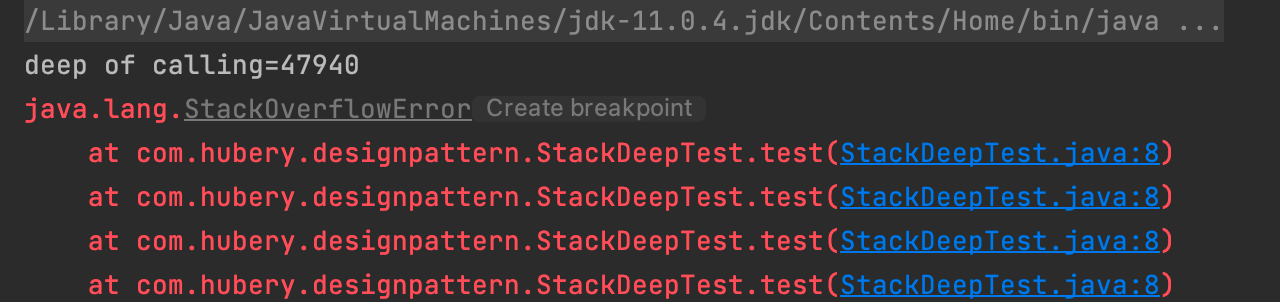 /Library/Java/JavaVirtualMachines/jdk-11.0.4.jdk/Contents/Home/bin/java ...
deep of calling=47940
java.lang.StackOverflowError Create breakpoint
    at com.hubery.designpattern.StackDeepTest.test(StackDeepTest.java:8)
    at com.hubery.designpattern.StackDeepTest.test(StackDeepTest.java:8)
    at com.hubery.designpattern.StackDeepTest.test(StackDeepTest.java:8)
    at com.hubery.designpattern.StackDeepTest.test(StackDeepTest.java:8)